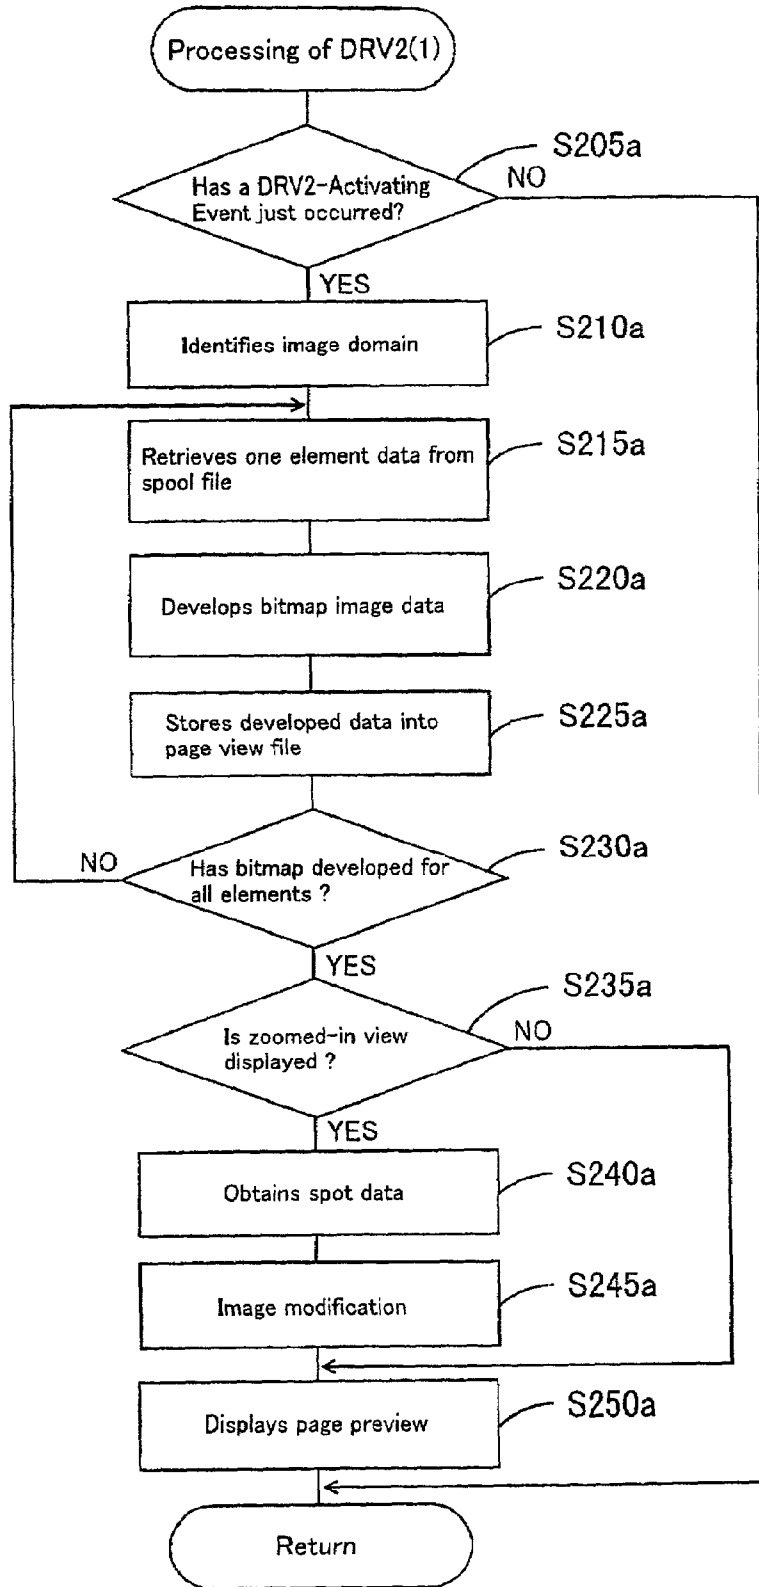 Processing of DRV2(1)
S205a
Has a DRV2-Activating
Event just occurred?
NO
YES
Identifies image domain
S210a
Retrieves one element data from
spool file
S215a
Develops bitmap image data
S220a
Stores developed data into
page view file
S225a
Has bitmap developed for
all elements ?
S230a
NO
YES
S235a
Is zoomed-in view
displayed ?
NO
YES
Obtains spot data
S240a
Image modification
S245a
Displays page preview
S250a
Return